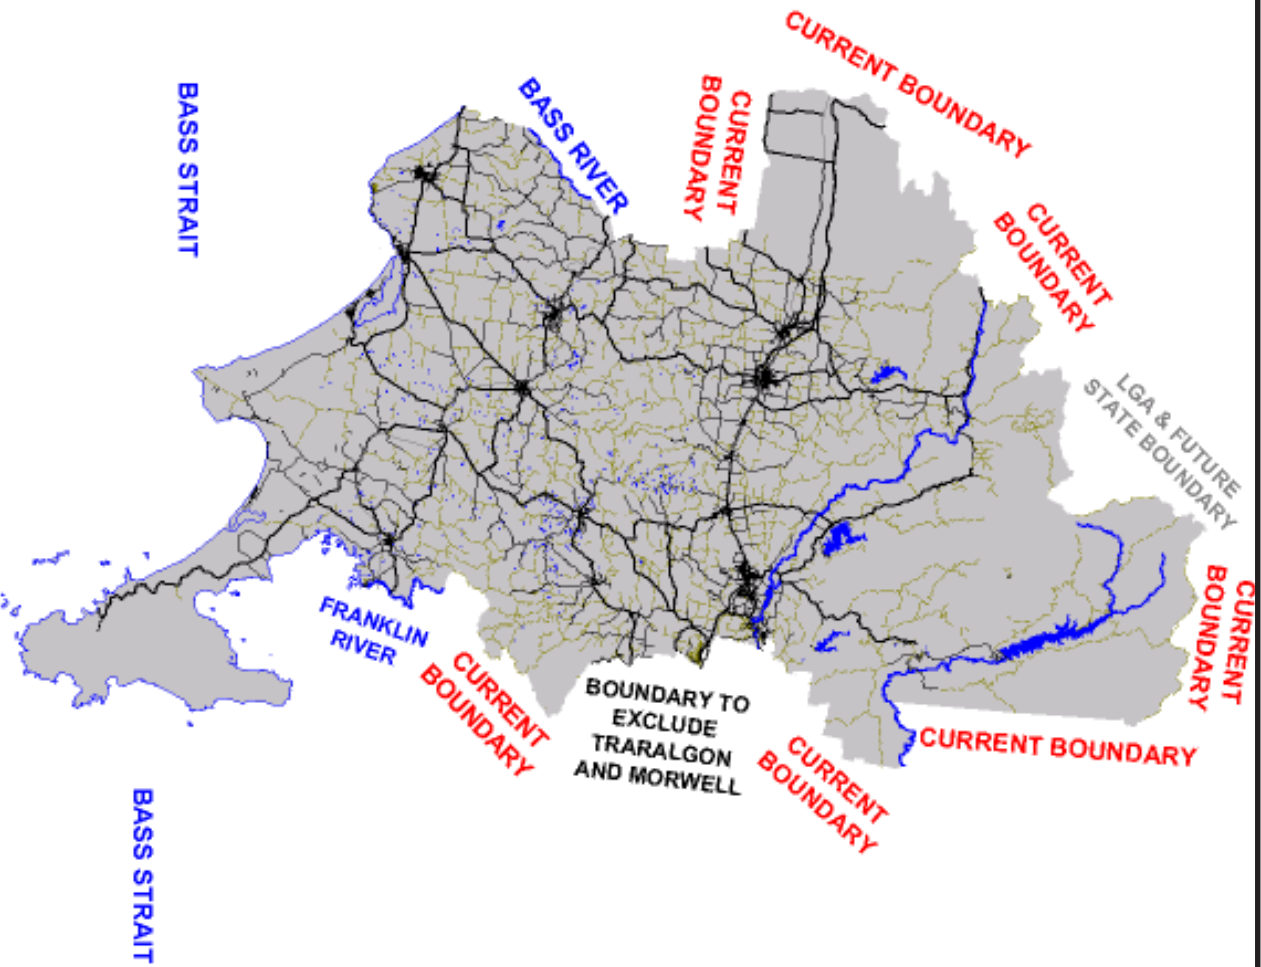 CURRENT BOUNDARY
BASS STRAIT
BASS RIVER
CURRENT
BOUNDARY
CURRENT
BOUNDARY
LGA & FUTURE
STATE BOUNDARY
CURRENT
BOUNDARY
FRANKLIN
RIVER
CURRENT
BOUNDARY
BOUNDARY TO
EXCLUDE
TRARALGON
AND MORWELL
CURRENT
BOUNDARY
CURRENT BOUNDARY
BASS STRAIT